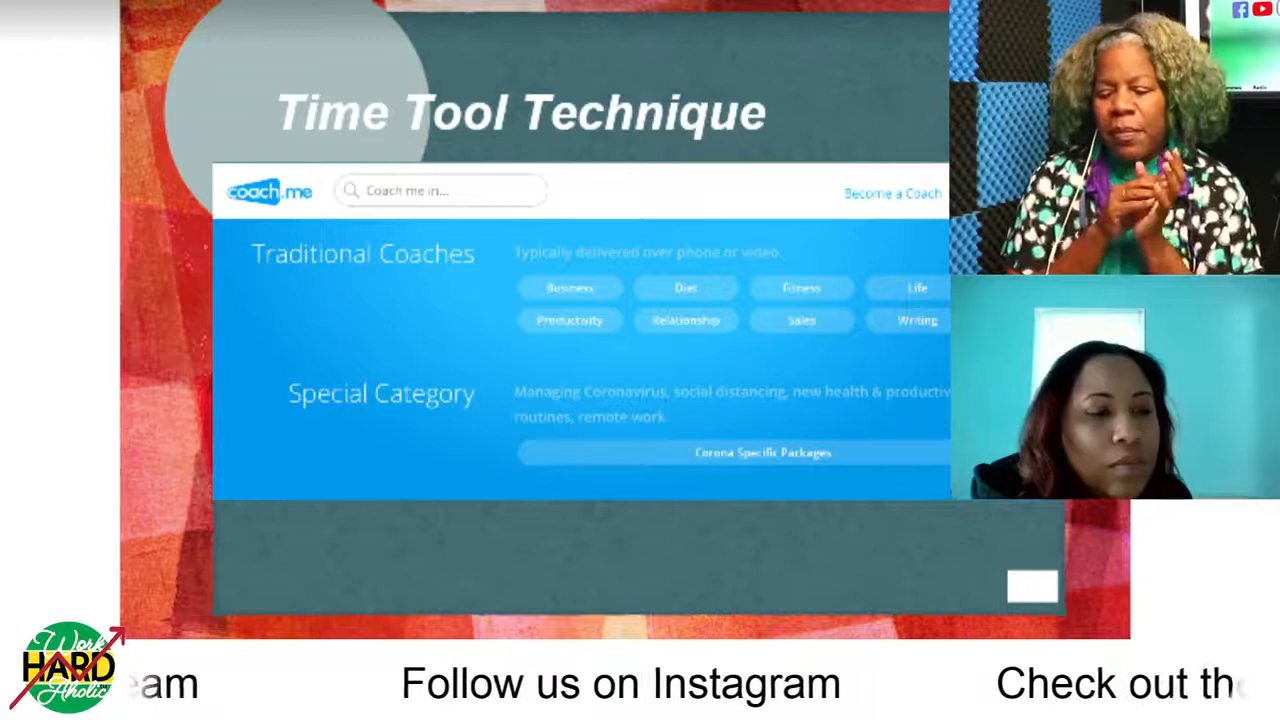 Time Tool Technique
coach.me
Coach me in...
Become a Coach
Traditional Coaches
Typically delivered over phone or video.
Business
Diet
Fitness
Life
Productivity
Relationship
Sales
Writing
Special Category
Managing Coronavirus, social distancing, new health & productiv
routines, remote work.
Corona Specific Packages
Work
HARD
Aholic
eam
Follow us on Instagram
Check out th
Radio